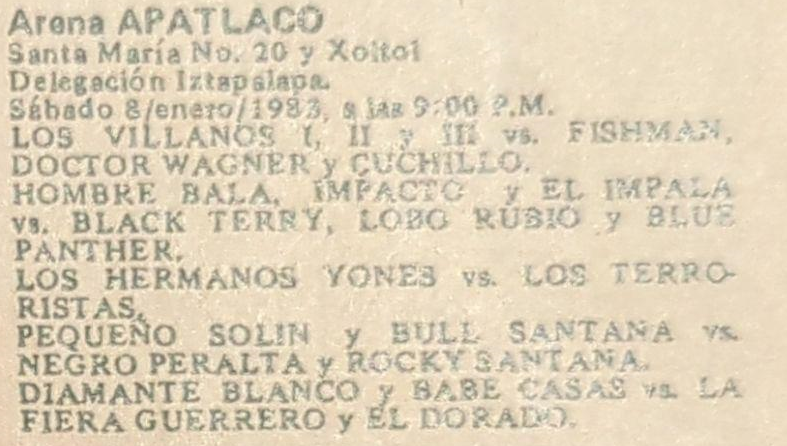 Arena APATLACO
Santa María No. 20 y Xoltol
Delegación Iztapalapa.
Sábado 8/enero/1983, a las 9:00 P.M.
LOS VILLANOS I, II y III vs. FISHMAN,
DOCTOR WAGNER y CUCHILLO.
HOMBRE BALA, IMPACTO y EL IMPALA
vs. BLACK TERRY, LOBO RUBIO y BLUE
PANTHER.
LOS HERMANOS YONES vs. LOS TERRO-
RISTAS.
PEQUEÑO SOLIN y BULL SANTANA vs.
NEGRO PERALTA y ROCKY SANTANA.
DIAMANTE BLANCO y BABE CASAS vs. LA
FIERA GUERRERO y EL DORADO.